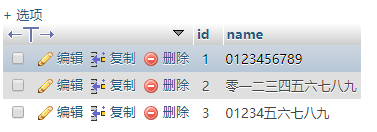 + 选项
←T→ id name
编辑 复制 删除 1 0123456789
编辑 复制 删除 2 零一二三四五六七八九
编辑 复制 删除 3 01234五六七八九